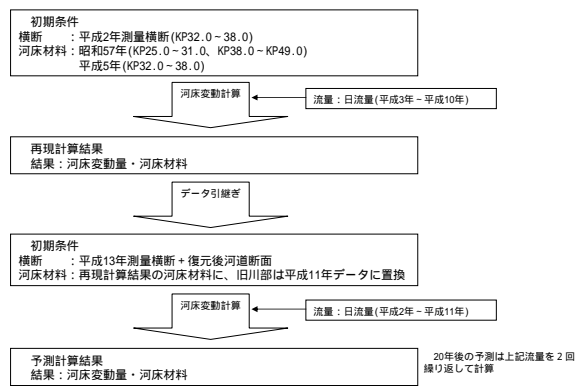 初期条件
横断　　：平成2年測量横断(KP32.0～38.0)
河床材料：昭和57年(KP25.0～31.0、KP38.0～KP49.0)
平成5年(KP32.0～38.0)
河床変動計算
流量：日流量(平成3年－平成10年)
再現計算結果
結果：河床変動量・河床材料
データ引継ぎ
初期条件
横断　　：平成13年測量横断＋復元後河道断面
河床材料：再現計算結果の河床材料に、旧川部は平成11年データに置換
河床変動計算
流量：日流量(平成2年－平成11年)
予測計算結果
結果：河床変動量・河床材料
20年後の予測は上記流量を２回
繰り返して計算